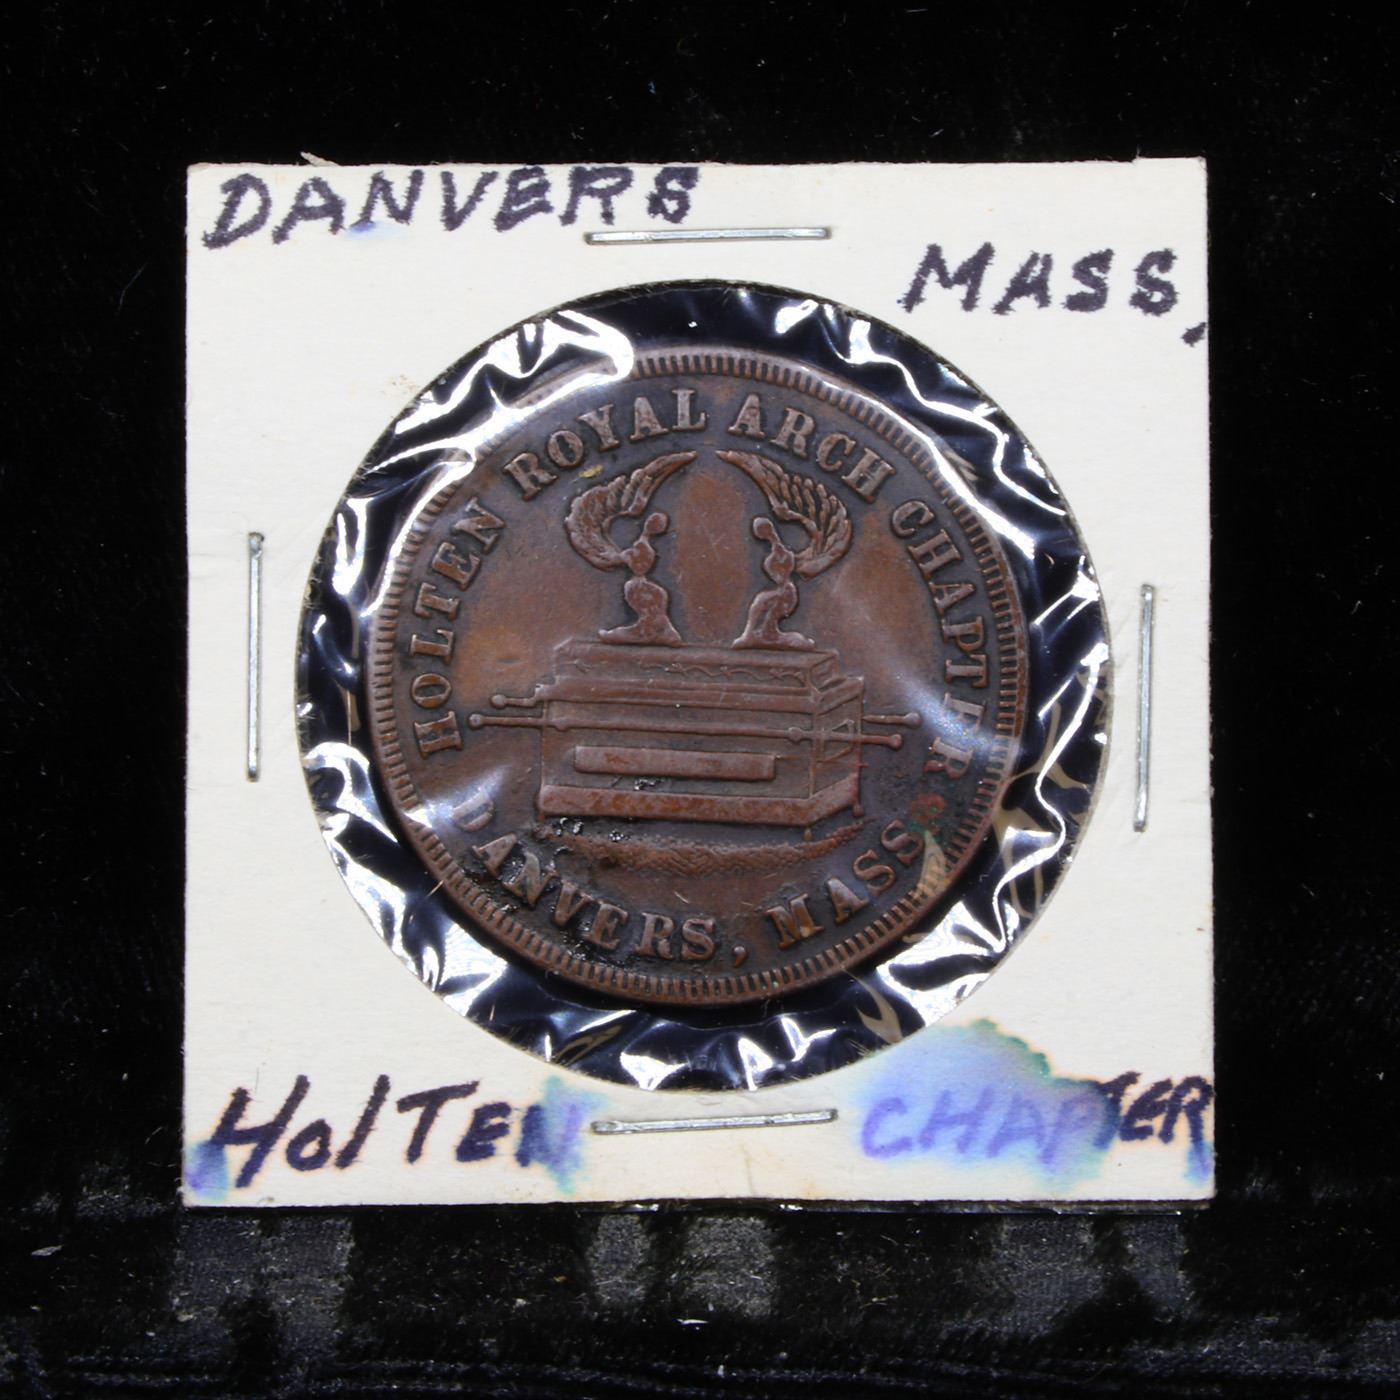 DANVERS
MASS.
HOLTEN ROYAL ARCH CHAPTER
DANVERS, MASS
HOLTEN CHAPTER